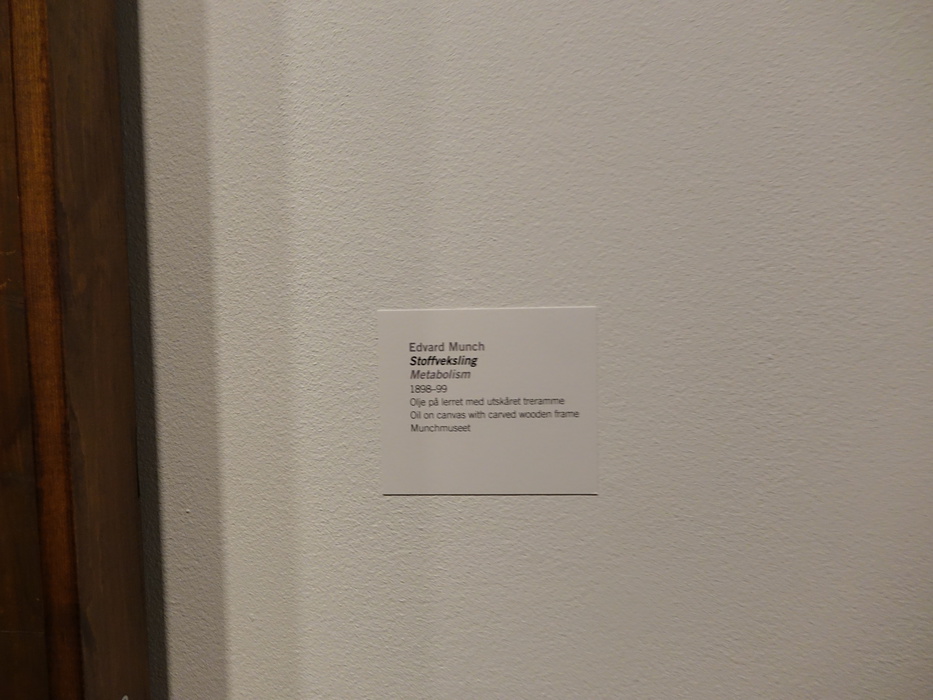 Edvard Munch
Stoffveksling
Metabolism
1898–99
Olje på lerret med utskåret treramme
Oil on canvas with carved wooden frame
Munchmuseet